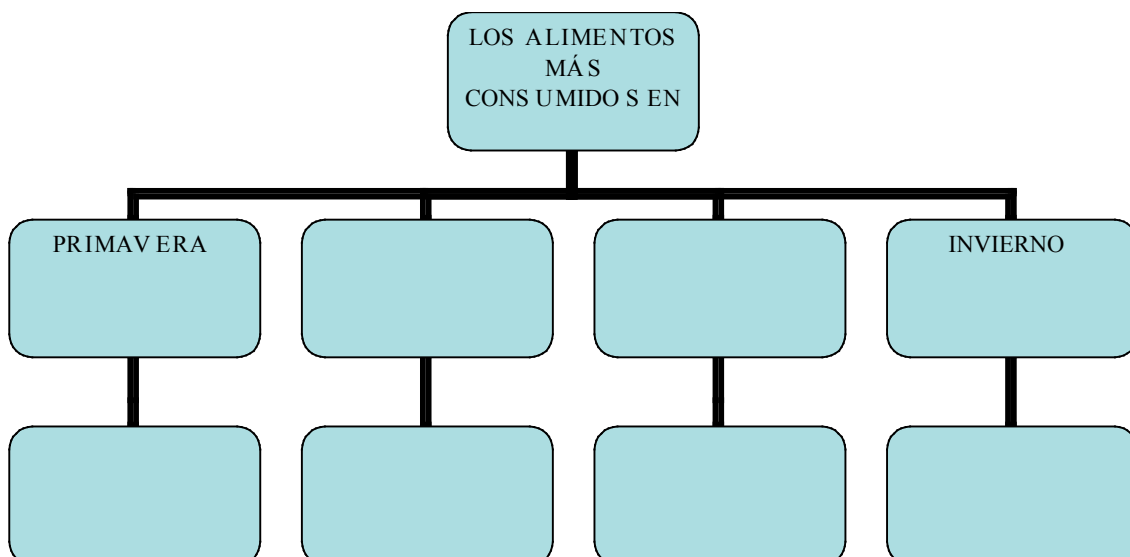 LOS ALIMENTOS
MÁS
CONSUMIDOS EN
PRIMAVERA
INVIERNO